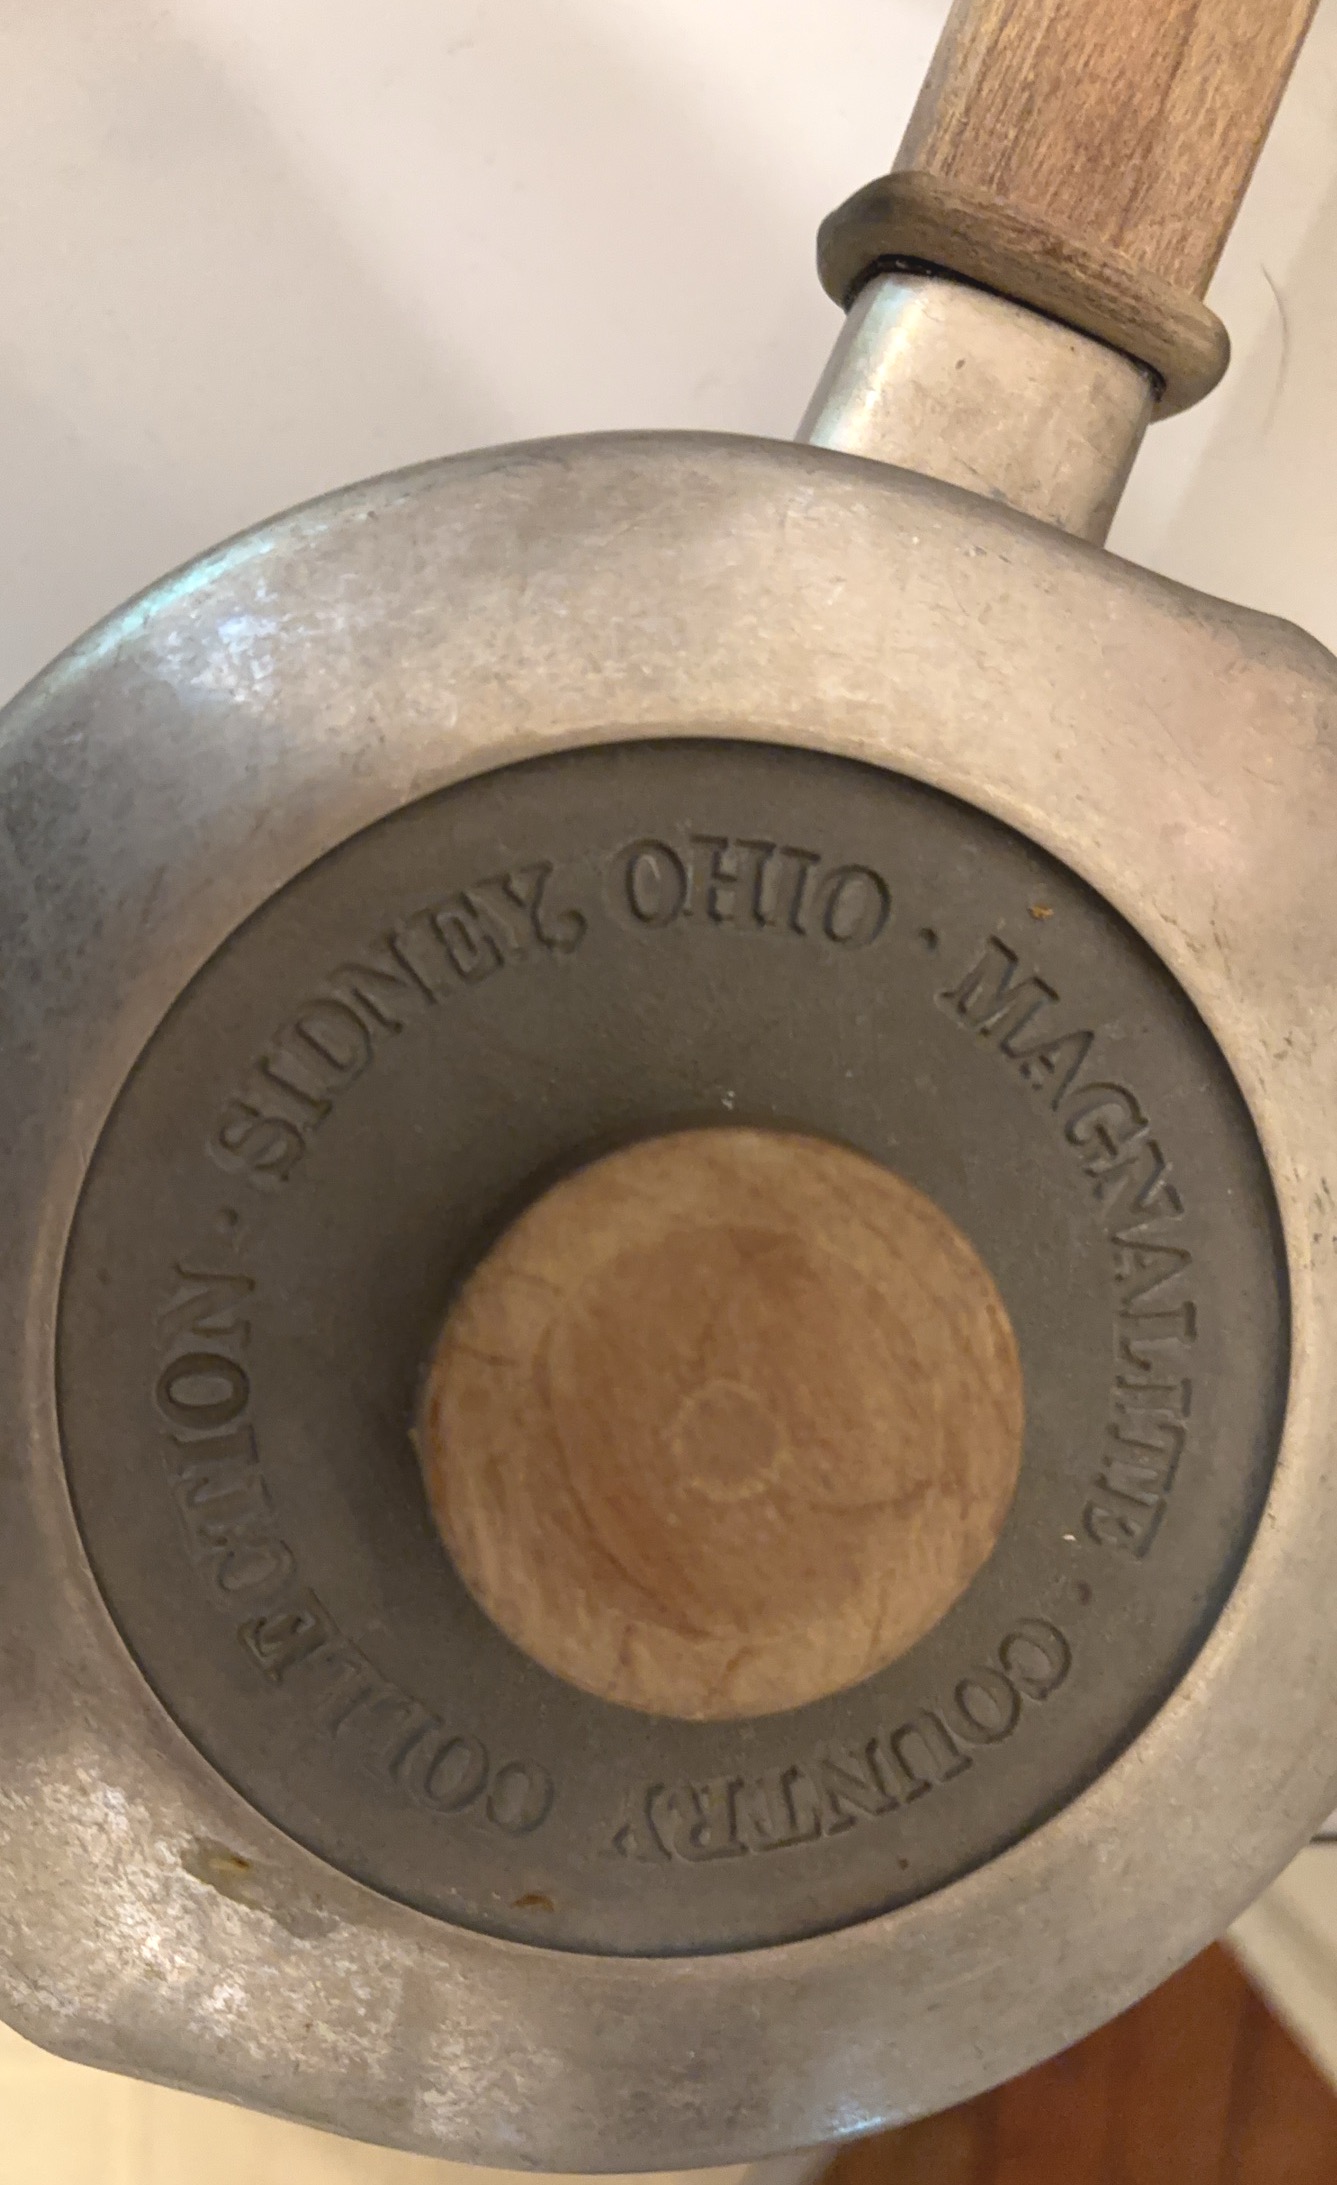 MAGNALITE · COUNTRY COLLECTION · SIDNEY, OHIO ·